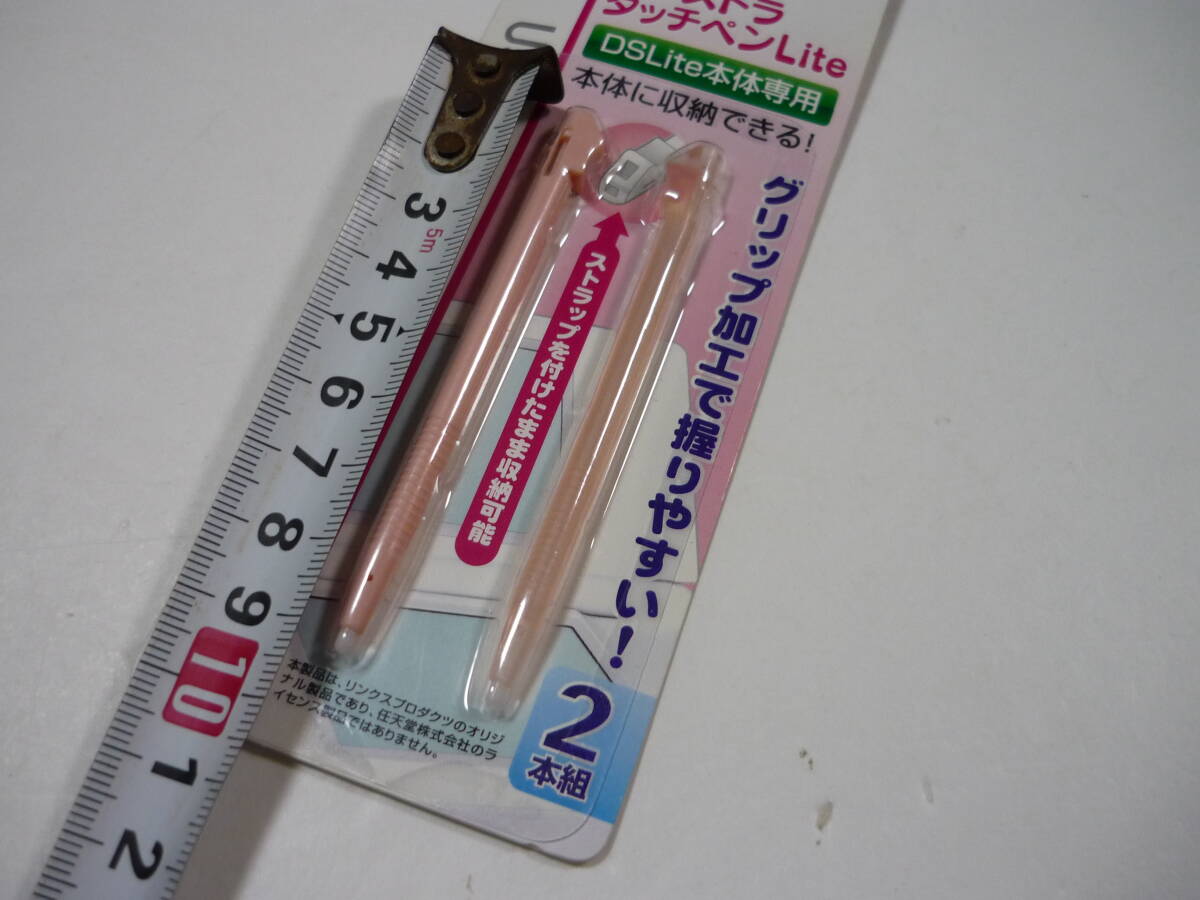 ストラ
タッチペンLite
DSLite本体専用
本体に収納できる!
グリップ加工で握りやすい!
ストラップを付けたまま収納可能
2
本組
本製品は、リンクスプロダクツのオリジ
ナル製品であり、任天堂株式会社のラ
イセンス製品ではありません。
3
5m
4
5
6
7
8
9
10
1
2